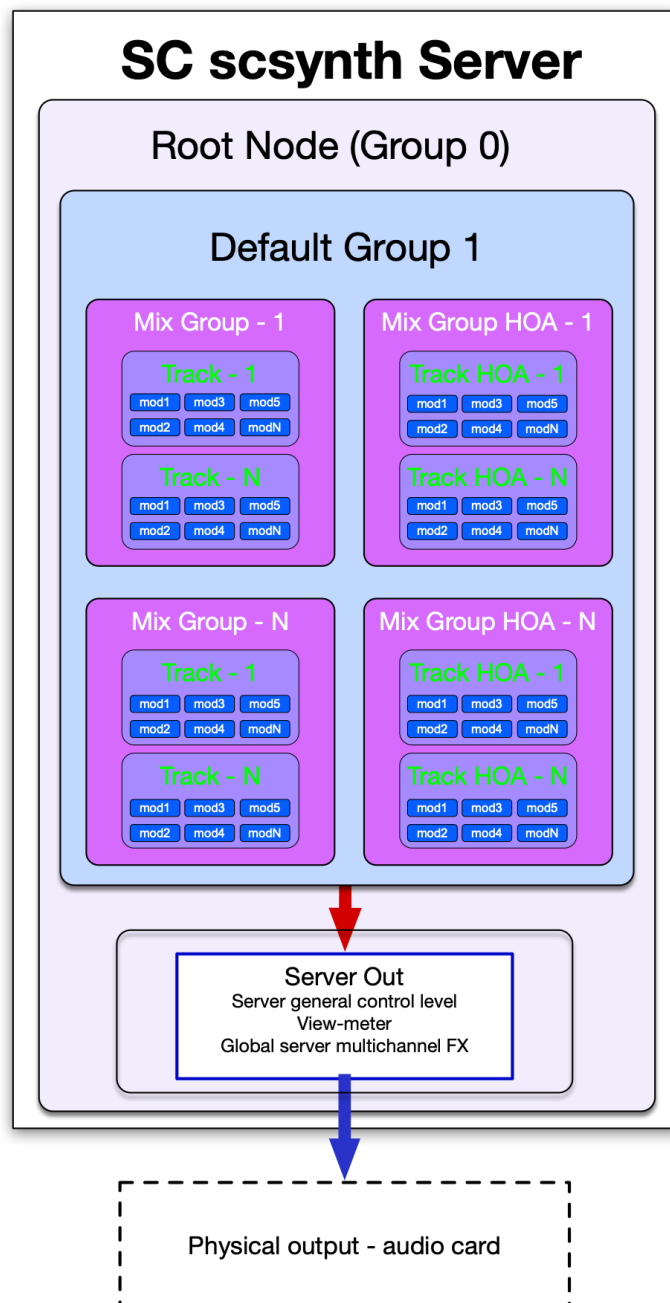 SC scsynth Server
Root Node (Group 0)
Default Group 1
Mix Group - 1
Track - 1
mod1 mod3 mod5
mod2 mod4 modN
Track - N
mod1 mod3 mod5
mod2 mod4 modN
Mix Group HOA - 1
Track HOA - 1
mod1 mod3 mod5
mod2 mod4 modN
Track HOA - N
mod1 mod3 mod5
mod2 mod4 modN
Mix Group - N
Track - 1
mod1 mod3 mod5
mod2 mod4 modN
Track - N
mod1 mod3 mod5
mod2 mod4 modN
Mix Group HOA - N
Track HOA - 1
mod1 mod3 mod5
mod2 mod4 modN
Track HOA - N
mod1 mod3 mod5
mod2 mod4 modN
Server Out
Server general control level
View-meter
Global server multichannel FX
Physical output - audio card